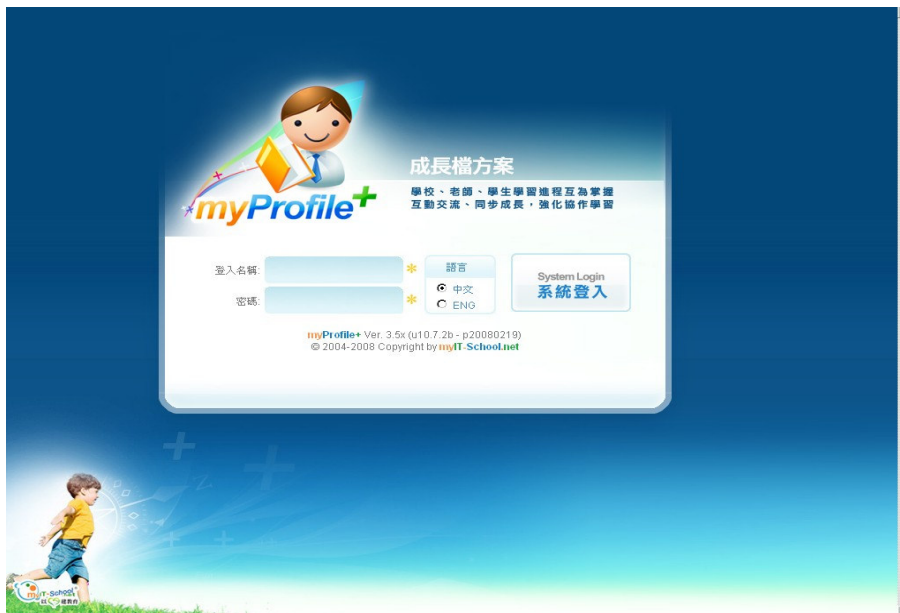 成長檔方案
學校、老師、學生學習進程互為掌握
互動交流、同步成長，強化協作學習
myProfile+
登入名稱:
密碼:
語言
中文
ENG
System Login
系統登入
myProfile+ Ver. 3.5x (u10.7.2b - p20080219)
© 2004-2008 Copyright by myIT-School.net
myIT-School